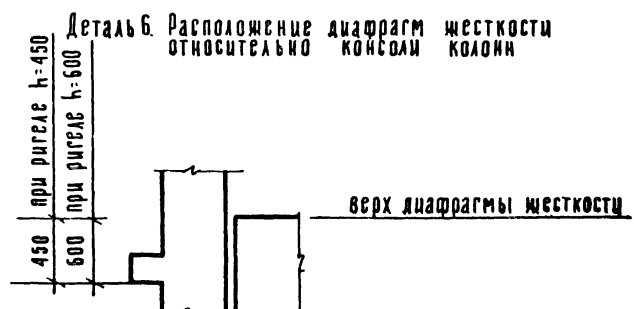 Деталь 6. Расположение диафрагм жесткости
относительно консоли колонн
при ригеле h=450
при ригеле h=600
верх диафрагмы жесткости
450
600